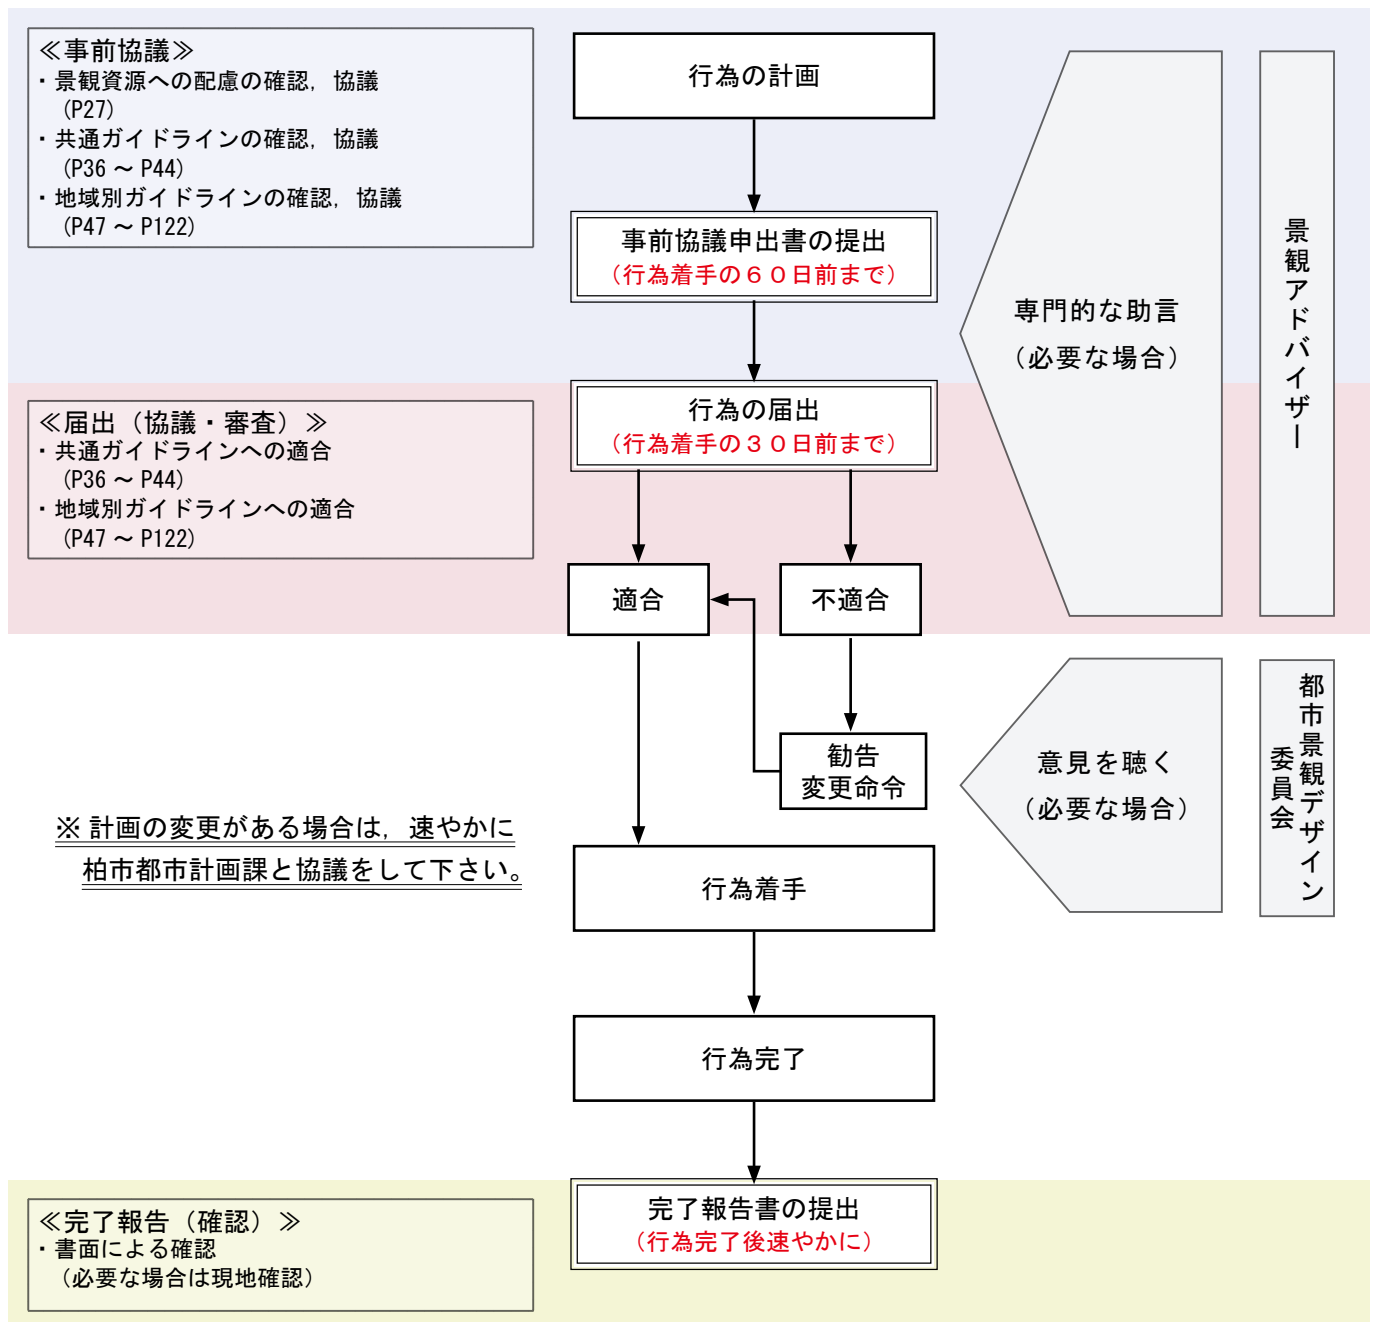 ≪事前協議≫
・景観資源への配慮の確認，協議
（P27）
・共通ガイドラインの確認，協議
（P36 ～ P44）
・地域別ガイドラインの確認，協議
（P47 ～ P122）
行為の計画
事前協議申出書の提出
（行為着手の６０日前まで）
専門的な助言
（必要な場合）
景観アドバイザー
≪届出（協議・審査）≫
・共通ガイドラインへの適合
（P36 ～ P44）
・地域別ガイドラインへの適合
（P47 ～ P122）
行為の届出
（行為着手の３０日前まで）
適合
不適合
勧告
変更命令
意見を聴く
（必要な場合）
都市景観デザイン
委員会
※ 計画の変更がある場合は，速やかに
柏市都市計画課と協議をして下さい。
行為着手
行為完了
≪完了報告（確認）≫
・書面による確認
（必要な場合は現地確認）
完了報告書の提出
（行為完了後速やかに）